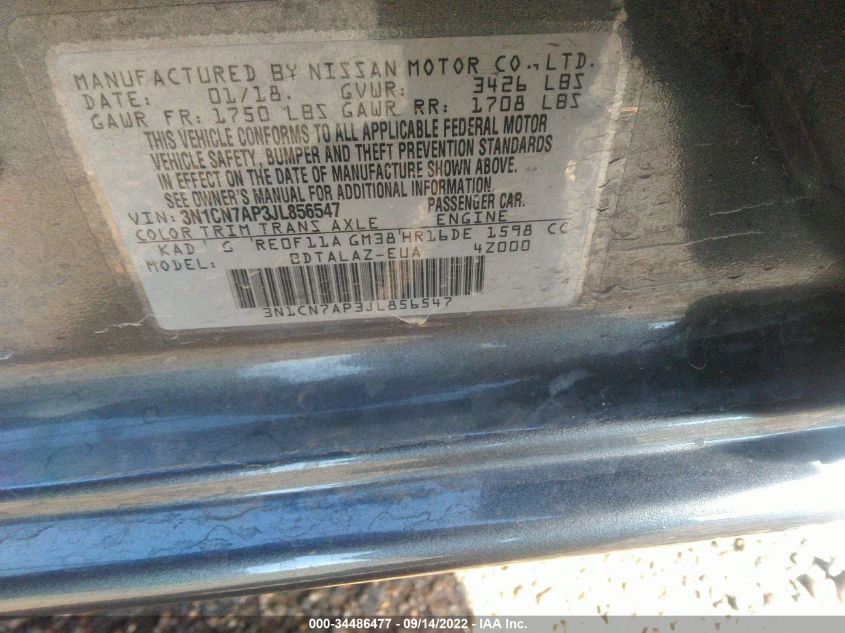 MANUFACTURED BY NISSAN MOTOR CO., LTD.
DATE: 01/18. GVWR: 3426 LBS
GAWR FR: 1750 LBS GAWR RR: 1708 LBS
THIS VEHICLE CONFORMS TO ALL APPLICABLE FEDERAL MOTOR
VEHICLE SAFETY, BUMPER AND THEFT PREVENTION STANDARDS
IN EFFECT ON THE DATE OF MANUFACTURE SHOWN ABOVE.
SEE OWNER'S MANUAL FOR ADDITIONAL INFORMATION.
VIN: 3N1CN7AP3JL856547 PASSENGER CAR.
COLOR TRIM TRANS AXLE ENGINE
KAD G RE0F11A GM38 HR16DE 1598 CC
MODEL: BDTALAZ-EUA 4Z000
3N1CN7AP3JL856547
000-34486477 - 09/14/2022 - IAA Inc.